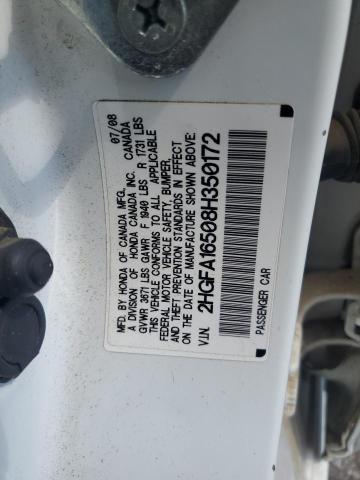 MFD. BY HONDA OF CANADA MFG. 07/08
A DIVISION OF HONDA CANADA INC. CANADA
GVWR 3671 LBS GAWR F 1940 LBS R 1731 LBS
THIS VEHICLE CONFORMS TO ALL APPLICABLE
FEDERAL MOTOR VEHICLE SAFETY, BUMPER,
AND THEFT PREVENTION STANDARDS IN EFFECT
ON THE DATE OF MANUFACTURE SHOWN ABOVE.
V.I.N. 2HGFA16508H350172
PASSENGER CAR